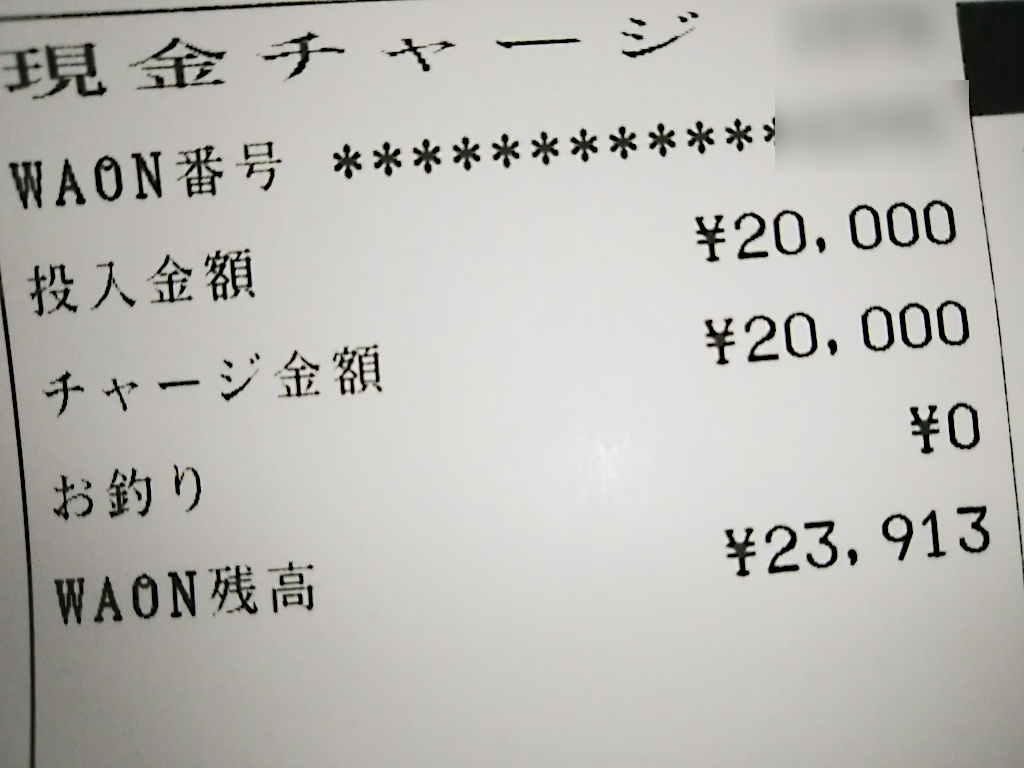 現金チャージ
WAON番号 ************
投入金額 ¥20,000
チャージ金額 ¥20,000
お釣り ¥0
WAON残高 ¥23,913